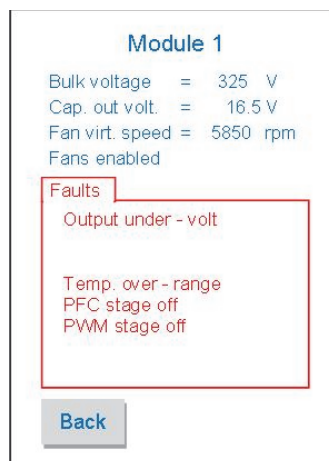 Module 1
Bulk voltage = 325 V
Cap. out volt. = 16.5 V
Fan virt. speed = 5850 rpm
Fans enabled
Faults
Output under - volt
Temp. over - range
PFC stage off
PWM stage off
Back